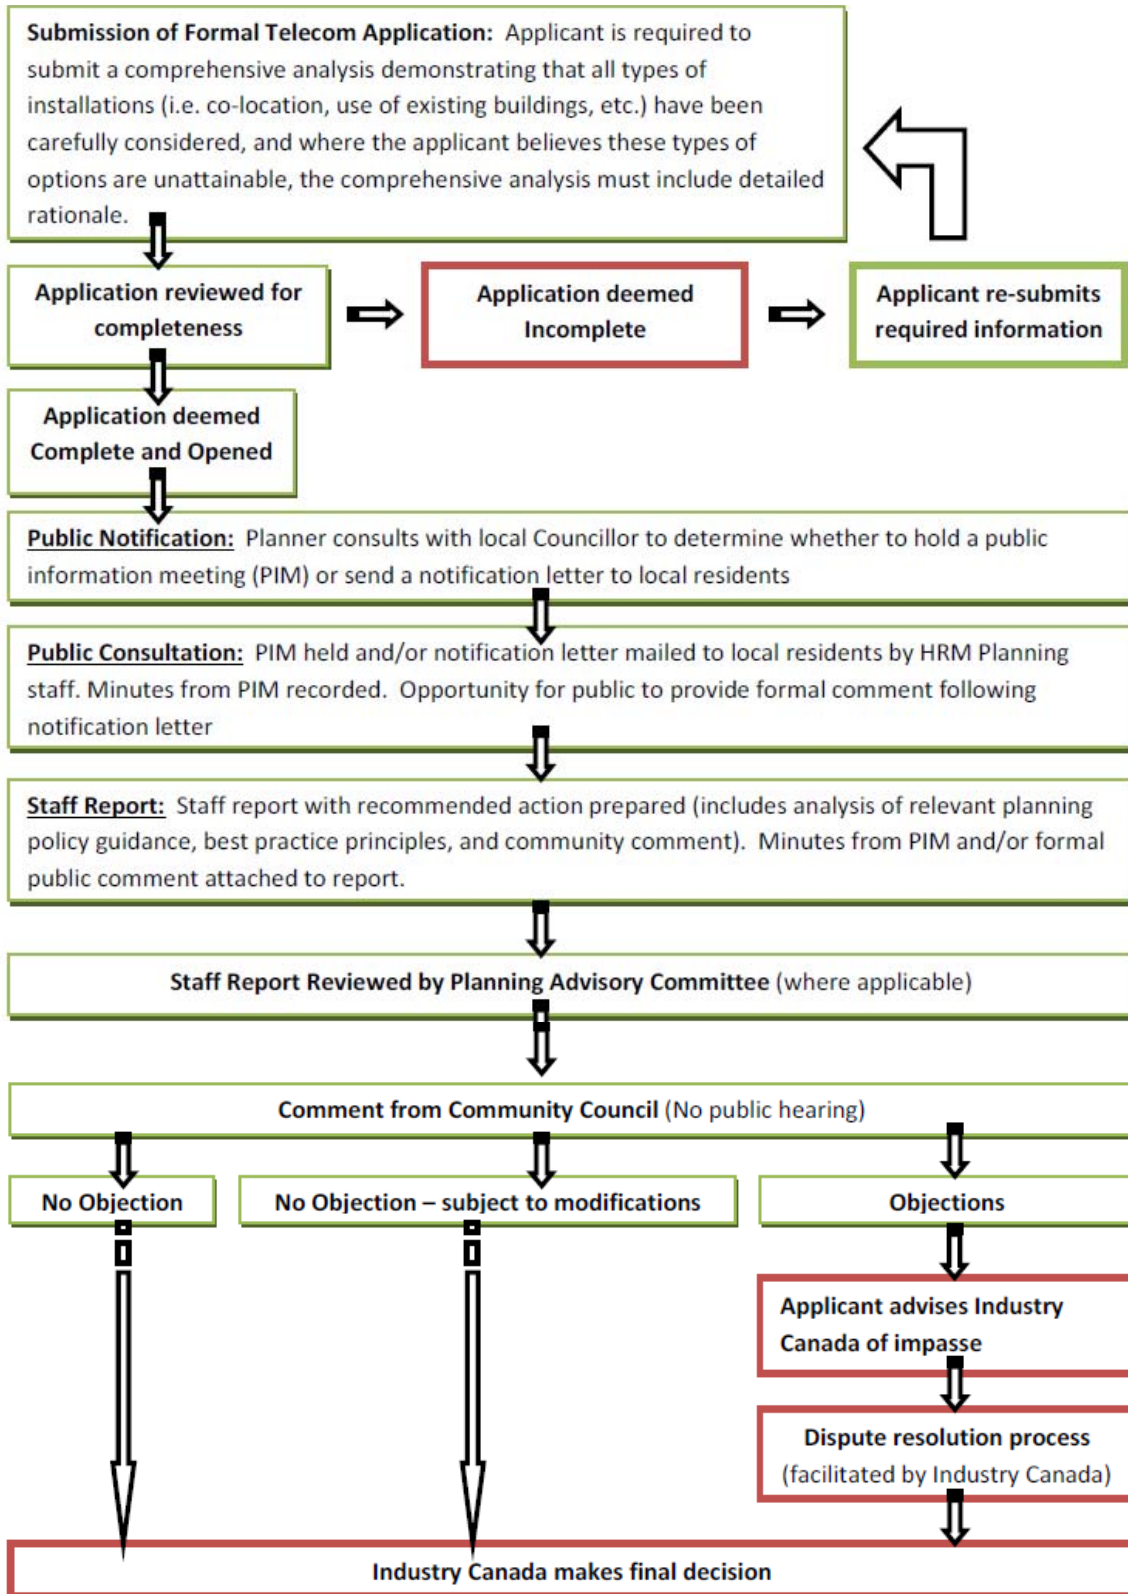 Submission of Formal Telecom Application: Applicant is required to
submit a comprehensive analysis demonstrating that all types of
installations (i.e. co-location, use of existing buildings, etc.) have been
carefully considered, and where the applicant believes these types of
options are unattainable, the comprehensive analysis must include detailed
rationale.
Application reviewed for
completeness
Application deemed
Incomplete
Applicant re-submits
required information
Application deemed
Complete and Opened
Public Notification: Planner consults with local Councillor to determine whether to hold a public
information meeting (PIM) or send a notification letter to local residents
Public Consultation: PIM held and/or notification letter mailed to local residents by HRM Planning
staff. Minutes from PIM recorded. Opportunity for public to provide formal comment following
notification letter
Staff Report: Staff report with recommended action prepared (includes analysis of relevant planning
policy guidance, best practice principles, and community comment). Minutes from PIM and/or formal
public comment attached to report.
Staff Report Reviewed by Planning Advisory Committee (where applicable)
Comment from Community Council (No public hearing)
No Objection
No Objection – subject to modifications
Objections
Applicant advises Industry
Canada of impasse
Dispute resolution process
(facilitated by Industry Canada)
Industry Canada makes final decision